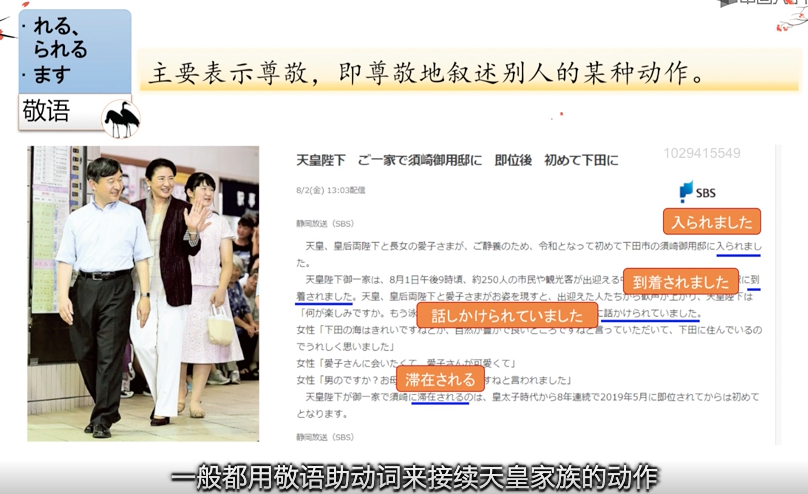 · れる、
られる
· ます
敬语
主要表示尊敬，即尊敬地叙述别人的某种动作。
天皇陛下　ご一家で須崎御用邸に　即位後　初めて下田に
1029415549
8/2(金) 13:03配信
SBS
静岡放送（SBS）
入られました
天皇、皇后両陛下と長女の愛子さまが、ご静養のため、令和となって初めて下田市の須崎御用邸に入られまし
た。
天皇陛下御一家は、8月1日午後9時頃、約250人の市民や観光客が出迎える
到着されました
に到
着されました。天皇、皇后両陛下と愛子さまがお姿を現すと、出迎えた人たちから歓声が上がり、天皇陛下は
話しかけられていました
「何が楽しみですか。もう泳
に話かけられていました。
女性「下田の海はきれいですねとか、自然が豊かで良いところですねと言っていただいて、下田に住んでいるの
でうれしく思いました」
女性「愛子さんに会いたくて、愛子さんが可愛くて」
滞在される
女性「男のですか？お母
すねと言われました」
天皇陛下が御一家で須崎に滞在されるのは、皇太子時代から8年連続で2019年5月に即位されてからは初めて
となります。
静岡放送（SBS）
一般都用敬语助动词来接续天皇家族的动作